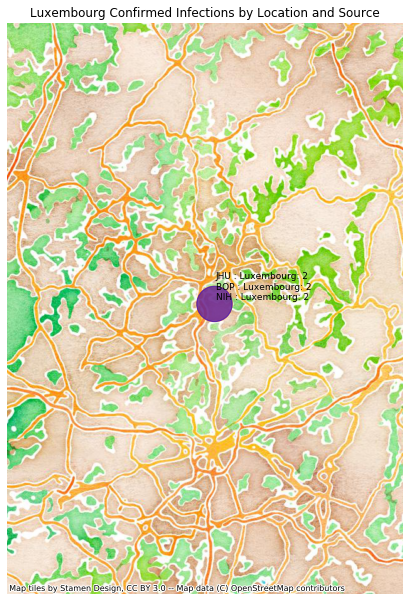 Luxembourg Confirmed Infections by Location and Source
JHU : Luxembourg: 2
BOP : Luxembourg: 2
NIH : Luxembourg: 2
Map tiles by Stamen Design, CC BY 3.0 -- Map data (C) OpenStreetMap contributors